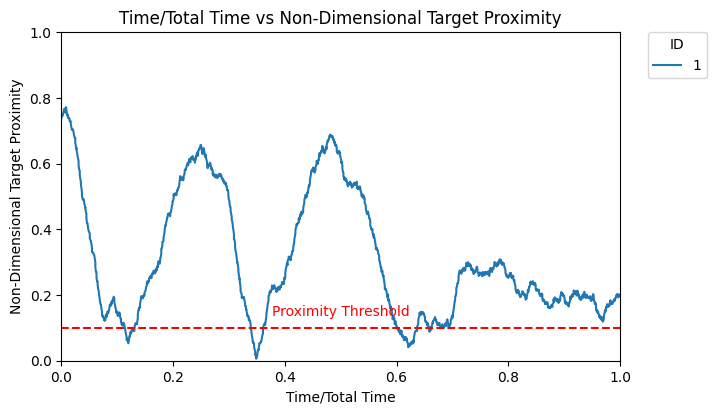 Time/Total Time vs Non-Dimensional Target Proximity
ID
1
Non-Dimensional Target Proximity
1.0
0.8
0.6
0.4
0.2
0.0
Proximity Threshold
0.0 0.2 0.4 0.6 0.8 1.0
Time/Total Time